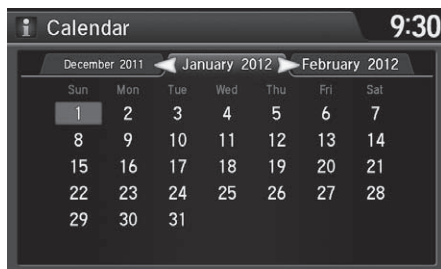 i Calendar 9:30
December 2011 January 2012 February 2012
Sun Mon Tue Wed Thu Fri Sat
1 2 3 4 5 6 7
8 9 10 11 12 13 14
15 16 17 18 19 20 21
22 23 24 25 26 27 28
29 30 31